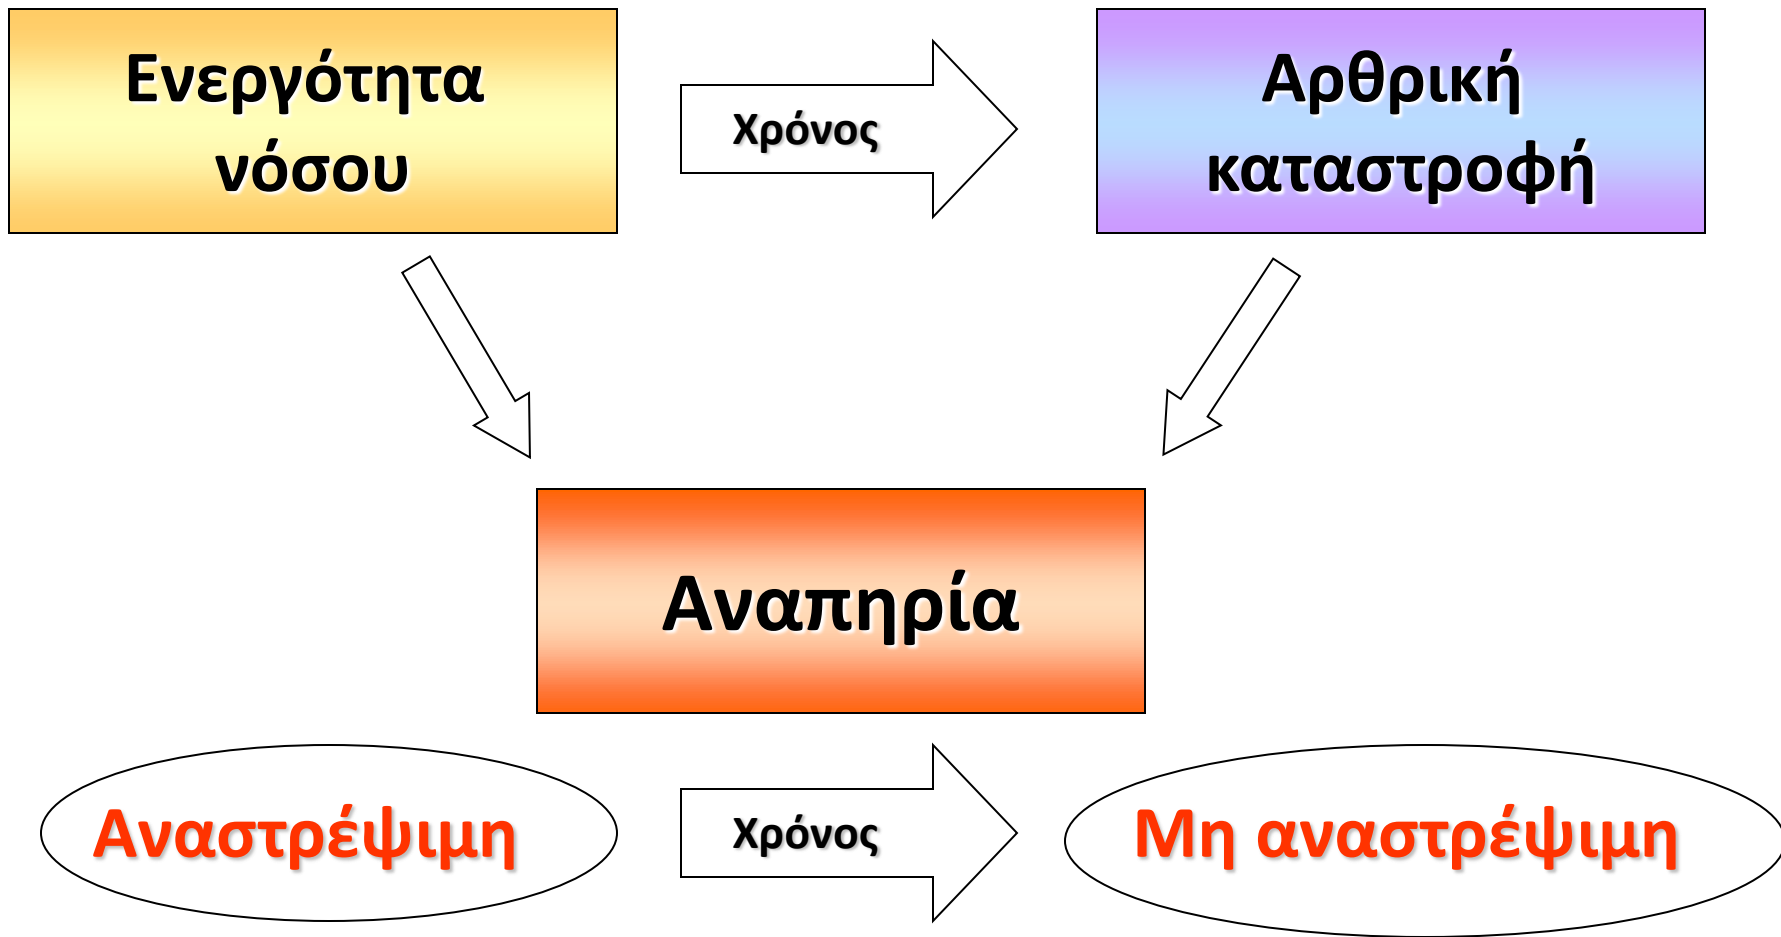 Ενεργότητα
νόσου
Χρόνος
Αρθρική
καταστροφή
Αναπηρία
Αναστρέψιμη
Χρόνος
Μη αναστρέψιμη